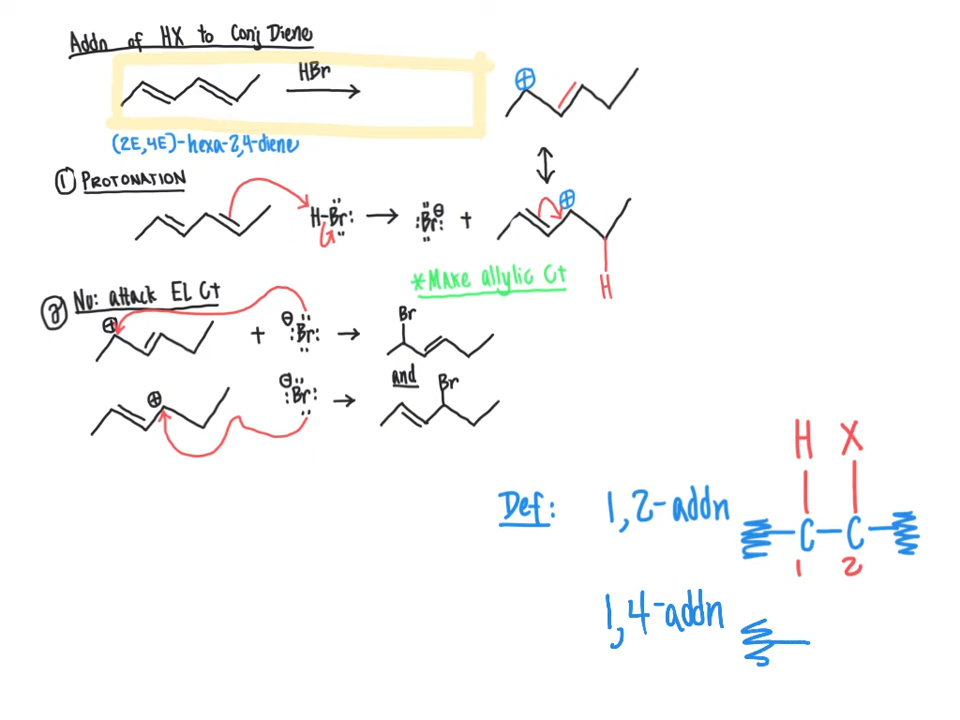 Addn of HX to Conj Diene
HBr
⊕
(2E,4E)-hexa-2,4-diene
① PROTONATION
H-Br: → :Br:⊖ +
⊕
H
*Make allylic C+
② Nu: attack EL C+
⊕ + ⊖:Br: → Br
and
⊕ ⊖:Br: → Br
H X
Def: 1,2-addn C-C
1 2
1,4-addn